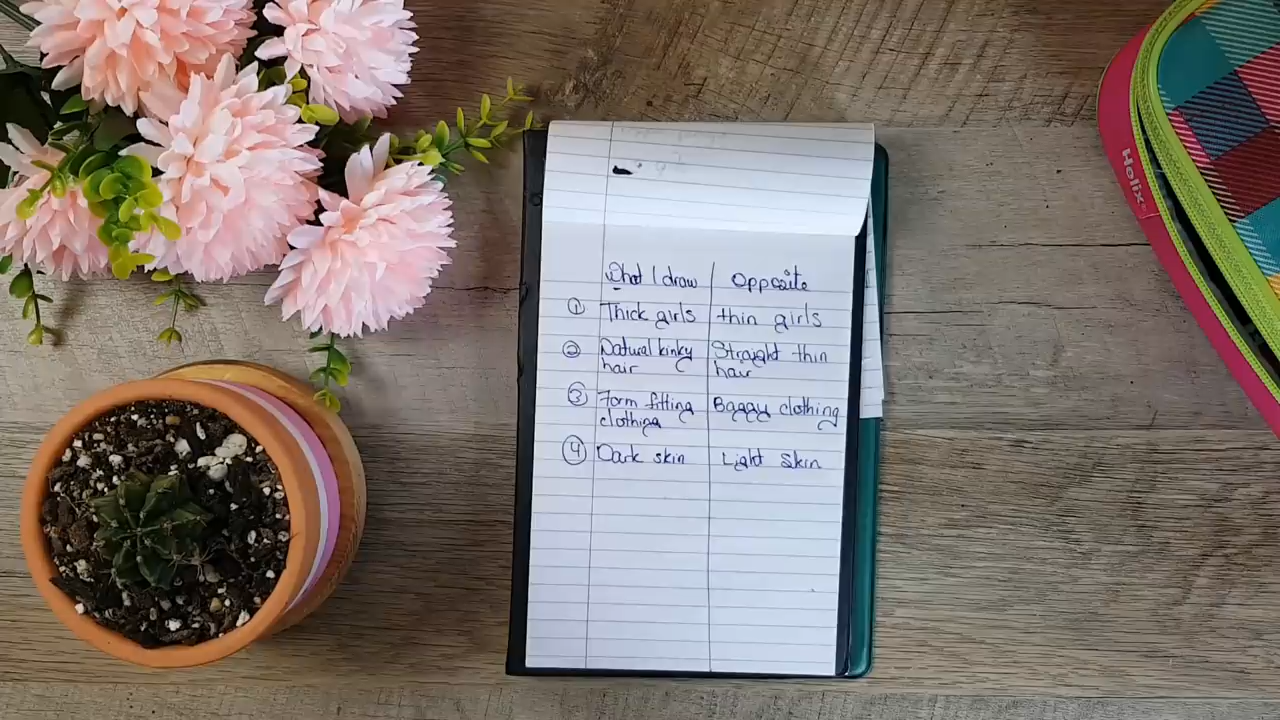 What I draw | Opposite
① Thick girls | thin girls
② Natural kinky | Straight thin
hair | hair
③ Form fitting | Baggy clothing
clothing
④ Dark skin | Light Skin
Helix